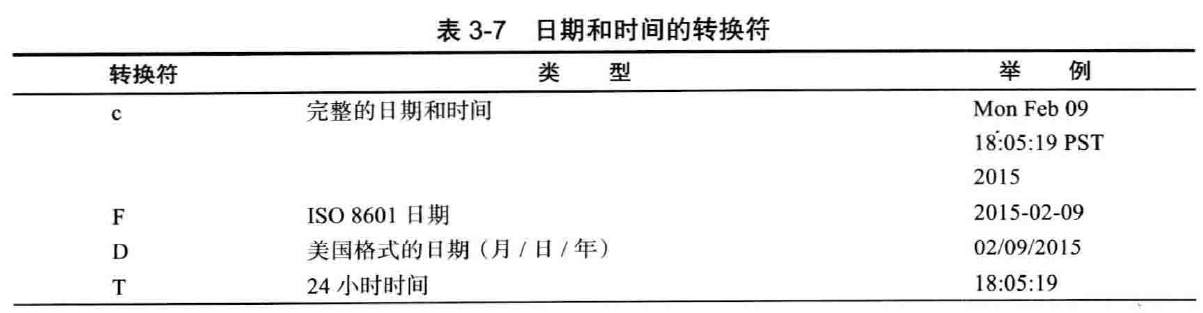 表 3-7 日期和时间的转换符
转换符 类 型 举 例
c 完整的日期和时间 Mon Feb 09
18:05:19 PST
2015
F ISO 8601 日期 2015-02-09
D 美国格式的日期（月 / 日 / 年） 02/09/2015
T 24 小时时间 18:05:19